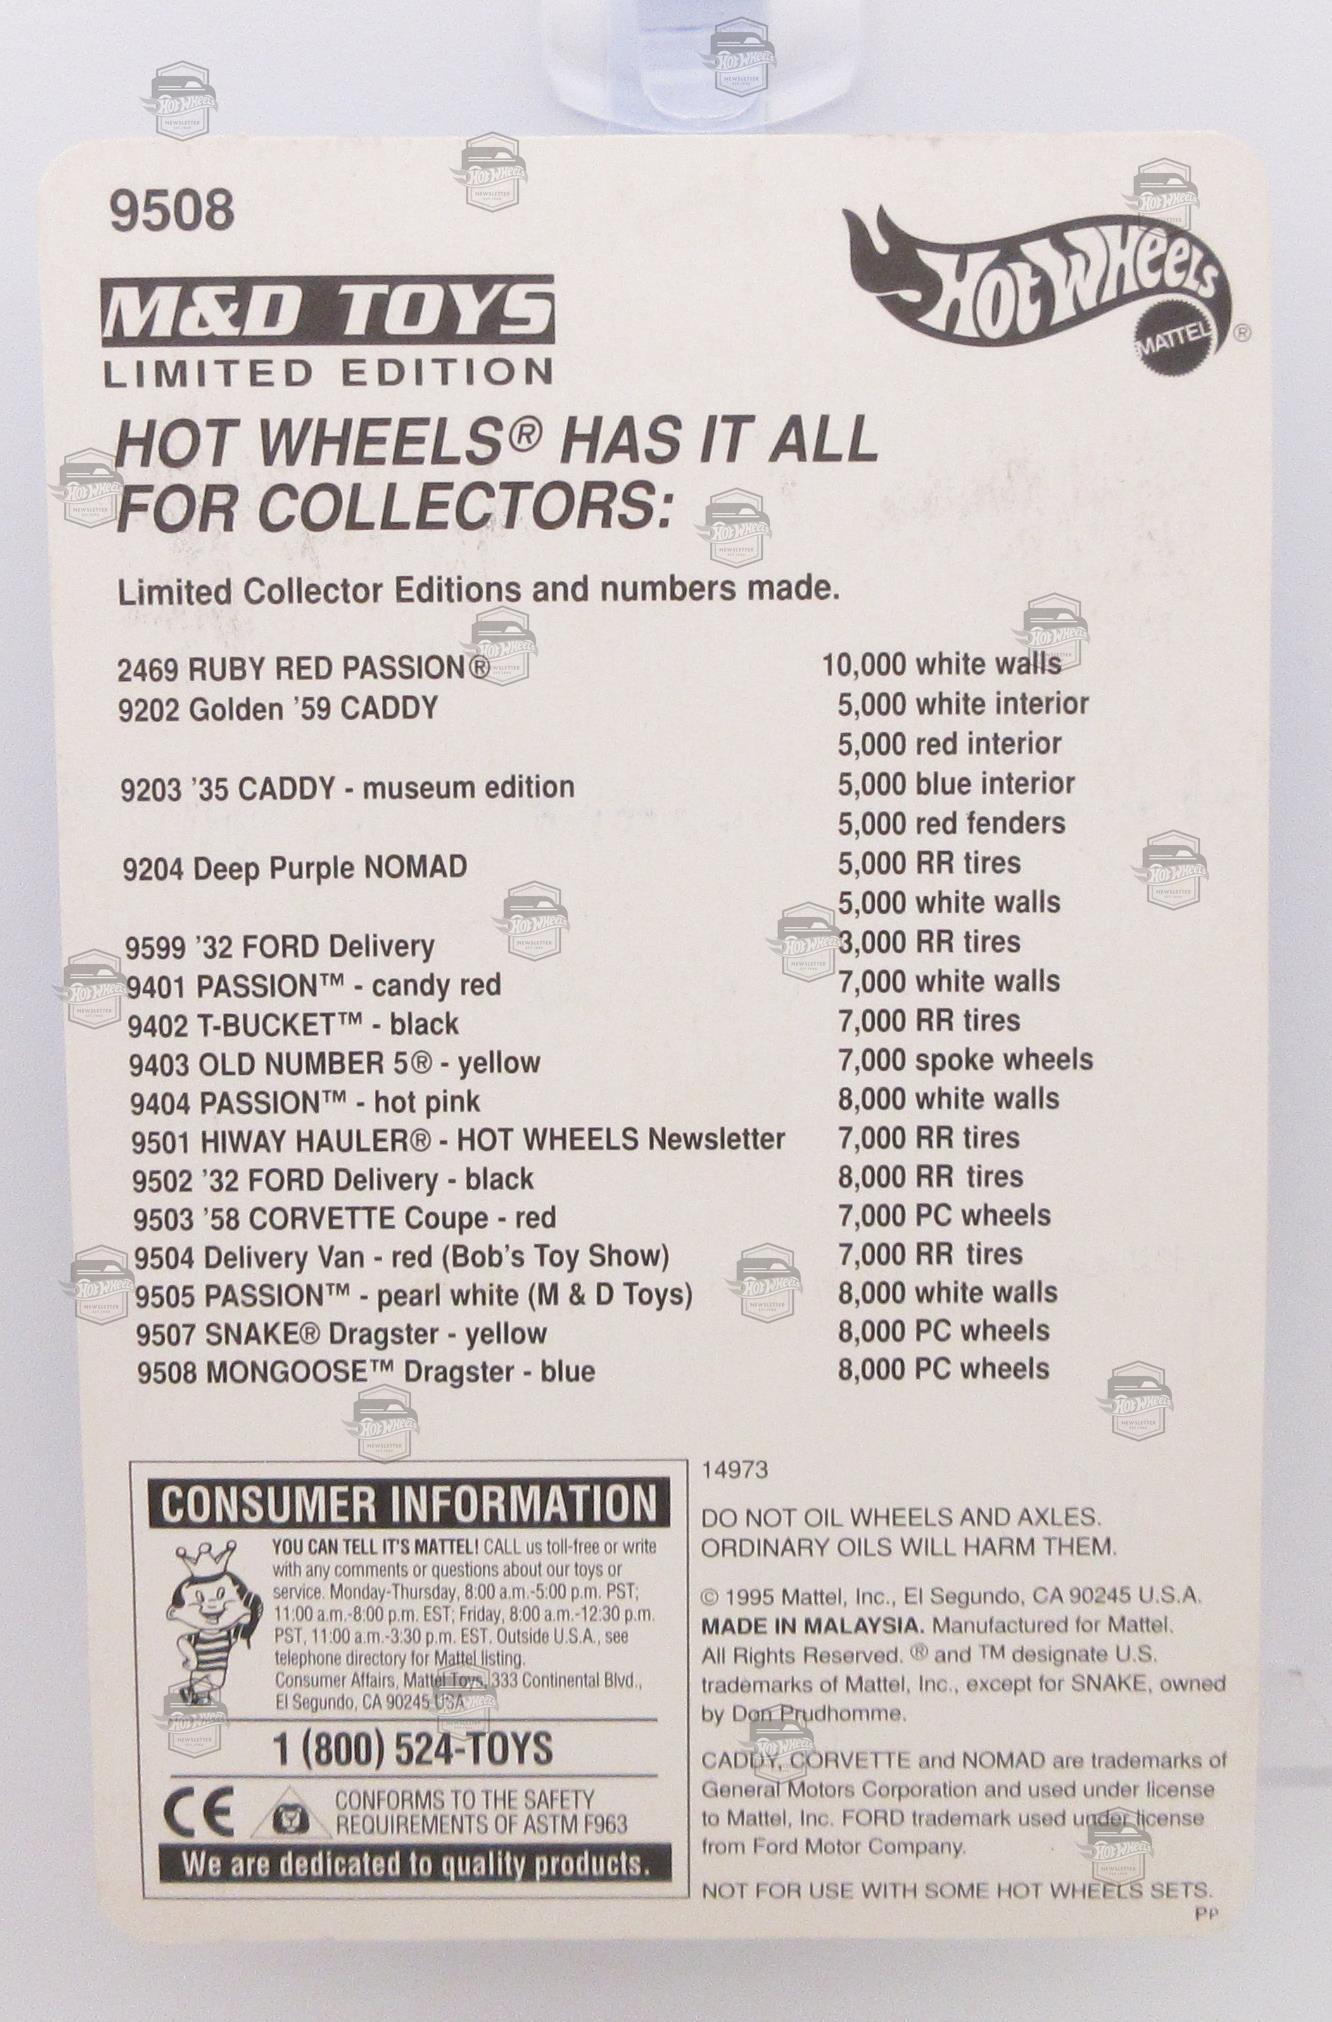 9508
M&D TOYS
LIMITED EDITION
HOT WHEELS
MATTEL ®
HOT WHEELS® HAS IT ALL
FOR COLLECTORS:
Limited Collector Editions and numbers made.
2469 RUBY RED PASSION® 10,000 white walls
9202 Golden '59 CADDY 5,000 white interior
5,000 red interior
9203 '35 CADDY - museum edition 5,000 blue interior
5,000 red fenders
9204 Deep Purple NOMAD 5,000 RR tires
5,000 white walls
9599 '32 FORD Delivery 3,000 RR tires
9401 PASSION™ - candy red 7,000 white walls
9402 T-BUCKET™ - black 7,000 RR tires
9403 OLD NUMBER 5® - yellow 7,000 spoke wheels
9404 PASSION™ - hot pink 8,000 white walls
9501 HIWAY HAULER® - HOT WHEELS Newsletter 7,000 RR tires
9502 '32 FORD Delivery - black 8,000 RR tires
9503 '58 CORVETTE Coupe - red 7,000 PC wheels
9504 Delivery Van - red (Bob's Toy Show) 7,000 RR tires
9505 PASSION™ - pearl white (M & D Toys) 8,000 white walls
9507 SNAKE® Dragster - yellow 8,000 PC wheels
9508 MONGOOSE™ Dragster - blue 8,000 PC wheels
CONSUMER INFORMATION
YOU CAN TELL IT'S MATTEL! CALL us toll-free or write
with any comments or questions about our toys or
service. Monday-Thursday, 8:00 a.m.-5:00 p.m. PST;
11:00 a.m.-8:00 p.m. EST; Friday, 8:00 a.m.-12:30 p.m.
PST, 11:00 a.m.-3:30 p.m. EST. Outside U.S.A., see
telephone directory for Mattel listing.
Consumer Affairs, Mattel Toys, 333 Continental Blvd.,
El Segundo, CA 90245 USA
1 (800) 524-TOYS
CE
CONFORMS TO THE SAFETY
REQUIREMENTS OF ASTM F963
We are dedicated to quality products.
14973
DO NOT OIL WHEELS AND AXLES.
ORDINARY OILS WILL HARM THEM.
© 1995 Mattel, Inc., El Segundo, CA 90245 U.S.A.
MADE IN MALAYSIA. Manufactured for Mattel.
All Rights Reserved. ® and TM designate U.S.
trademarks of Mattel, Inc., except for SNAKE, owned
by Don Prudhomme.
CADDY, CORVETTE and NOMAD are trademarks of
General Motors Corporation and used under license
to Mattel, Inc. FORD trademark used under license
from Ford Motor Company.
NOT FOR USE WITH SOME HOT WHEELS SETS.
PP